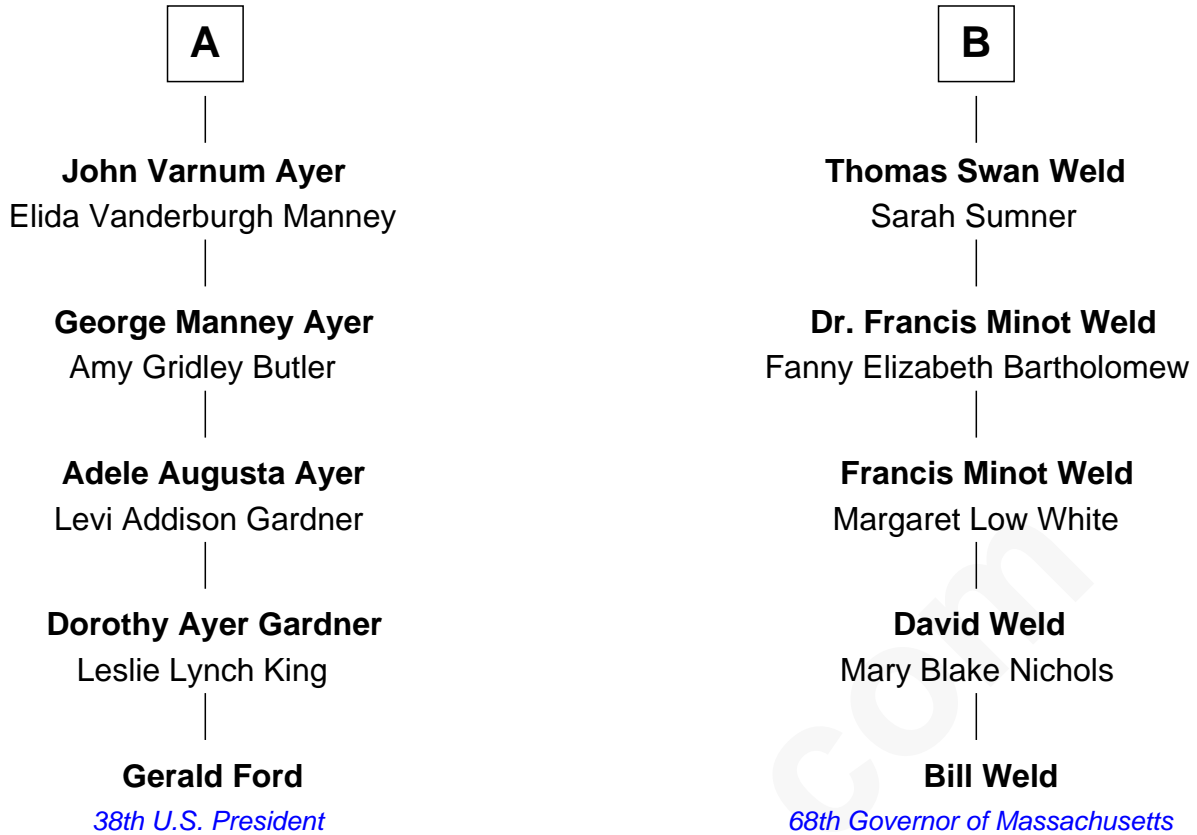 A
John Varnum Ayer
Elida Vanderburgh Manney
George Manney Ayer
Amy Gridley Butler
Adele Augusta Ayer
Levi Addison Gardner
Dorothy Ayer Gardner
Leslie Lynch King
Gerald Ford
38th U.S. President
B
Thomas Swan Weld
Sarah Sumner
Dr. Francis Minot Weld
Fanny Elizabeth Bartholomew
Francis Minot Weld
Margaret Low White
David Weld
Mary Blake Nichols
Bill Weld
68th Governor of Massachusetts
com